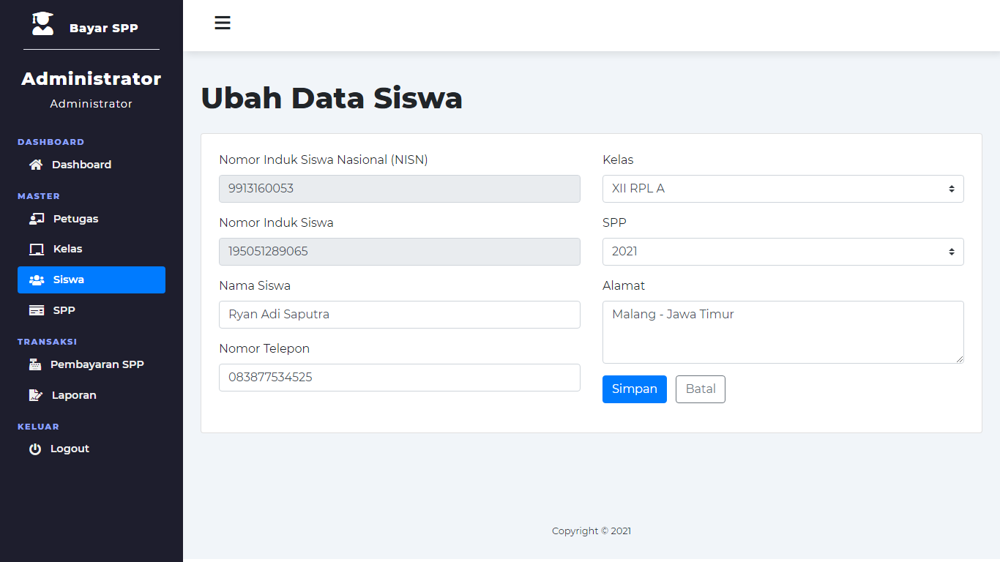 Bayar SPP
Administrator
Administrator
DASHBOARD
Dashboard
MASTER
Petugas
Kelas
Siswa
SPP
TRANSAKSI
Pembayaran SPP
Laporan
KELUAR
Logout
Ubah Data Siswa
Nomor Induk Siswa Nasional (NISN)
9913160053
Nomor Induk Siswa
195051289065
Nama Siswa
Ryan Adi Saputra
Nomor Telepon
083877534525
Kelas
XII RPL A
SPP
2021
Alamat
Malang - Jawa Timur
Simpan
Batal
Copyright © 2021